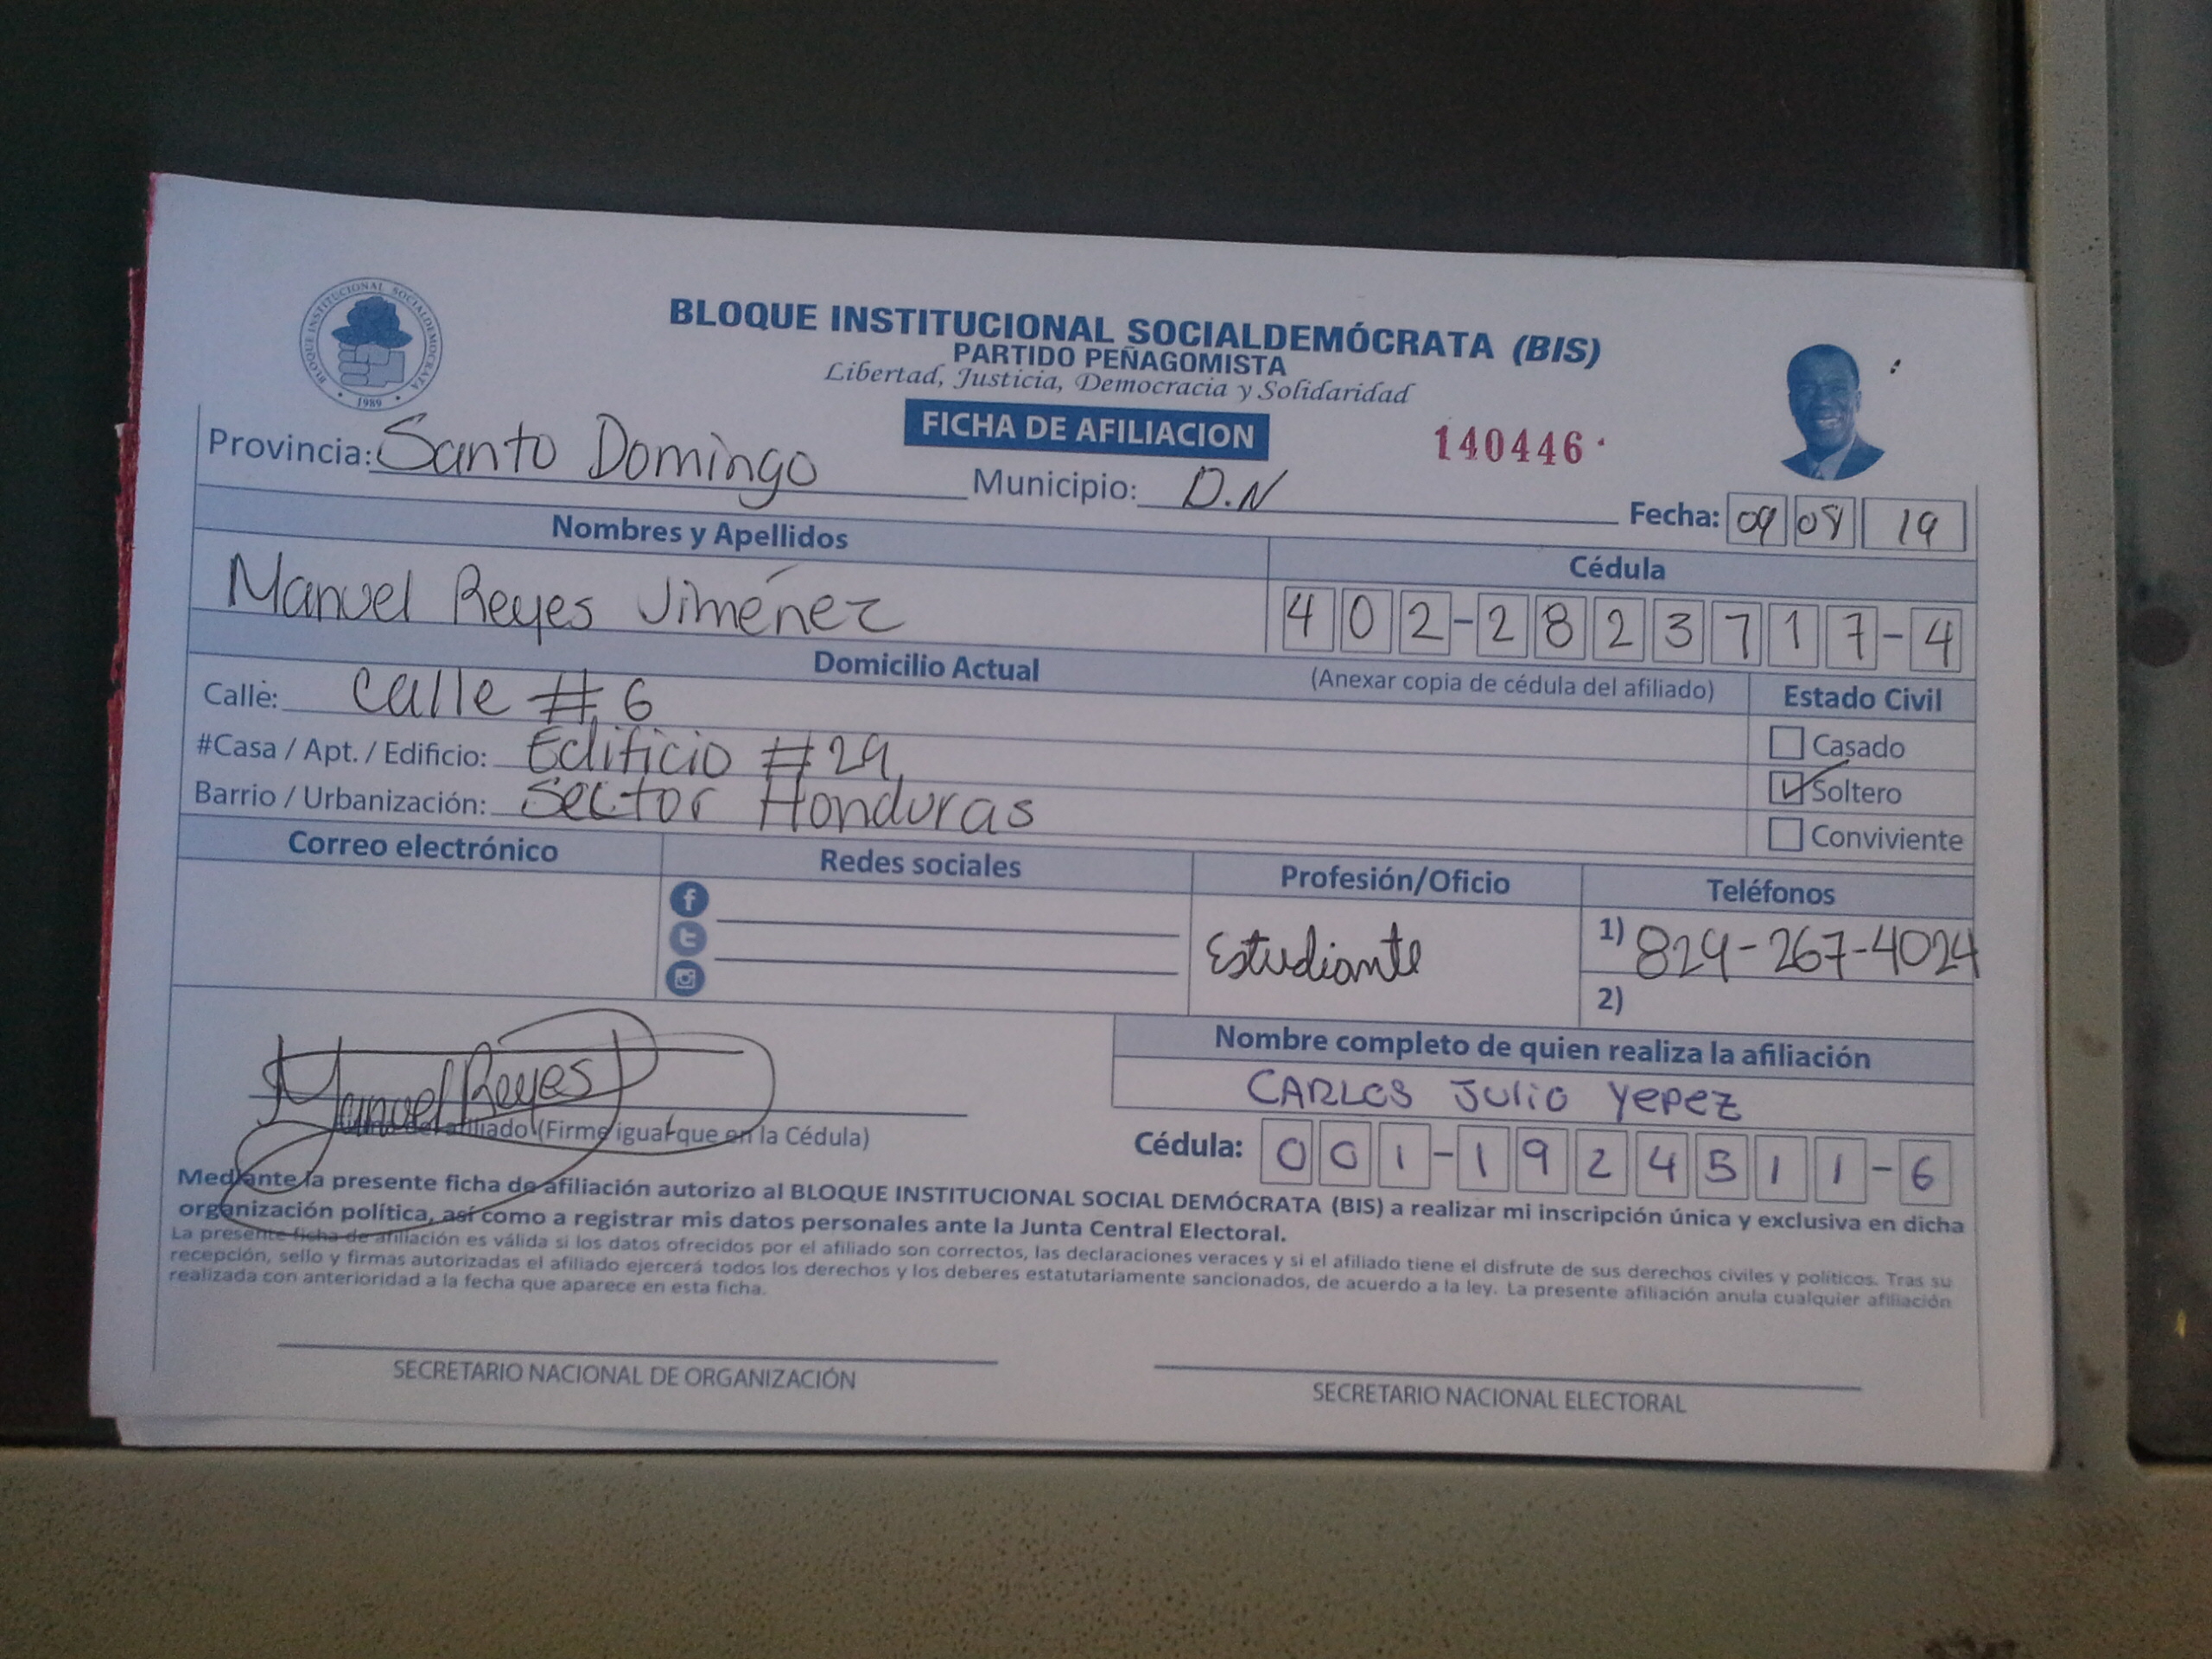 BLOQUE INSTITUCIONAL SOCIALDEMOCRATA
1989
BLOQUE INSTITUCIONAL SOCIALDEMÓCRATA (BIS)
PARTIDO PEÑAGOMISTA
Libertad, Justicia, Democracia y Solidaridad
FICHA DE AFILIACION
140446
Provincia: Santo Domingo Municipio: D.N
Fecha: 09 08 19
Nombres y Apellidos Cédula
Manuel Reyes Jiménez 402-2823717-4
Domicilio Actual (Anexar copia de cédula del afiliado) Estado Civil
Calle: calle #6
Casado
#Casa / Apt. / Edificio: Edificio #29
Soltero
Barrio / Urbanización: Sector Honduras
Conviviente
Correo electrónico Redes sociales Profesión/Oficio Teléfonos
Estudiante 1) 829-267-4024
2)
Manuel Reyes
del afiliado (Firme igual que en la Cédula)
Nombre completo de quien realiza la afiliación
CARLOS Julio Yepez
Cédula: 001-1924511-6
Mediante la presente ficha de afiliación autorizo al BLOQUE INSTITUCIONAL SOCIAL DEMÓCRATA (BIS) a realizar mi inscripción única y exclusiva en dicha
organización política, así como a registrar mis datos personales ante la Junta Central Electoral.
La presente ficha de afiliación es válida si los datos ofrecidos por el afiliado son correctos, las declaraciones veraces y si el afiliado tiene el disfrute de sus derechos civiles y políticos. Tras su
recepción, sello y firmas autorizadas el afiliado ejercerá todos los derechos y los deberes estatutariamente sancionados, de acuerdo a la ley. La presente afiliación anula cualquier afiliación
realizada con anterioridad a la fecha que aparece en esta ficha.
SECRETARIO NACIONAL DE ORGANIZACIÓN
SECRETARIO NACIONAL ELECTORAL